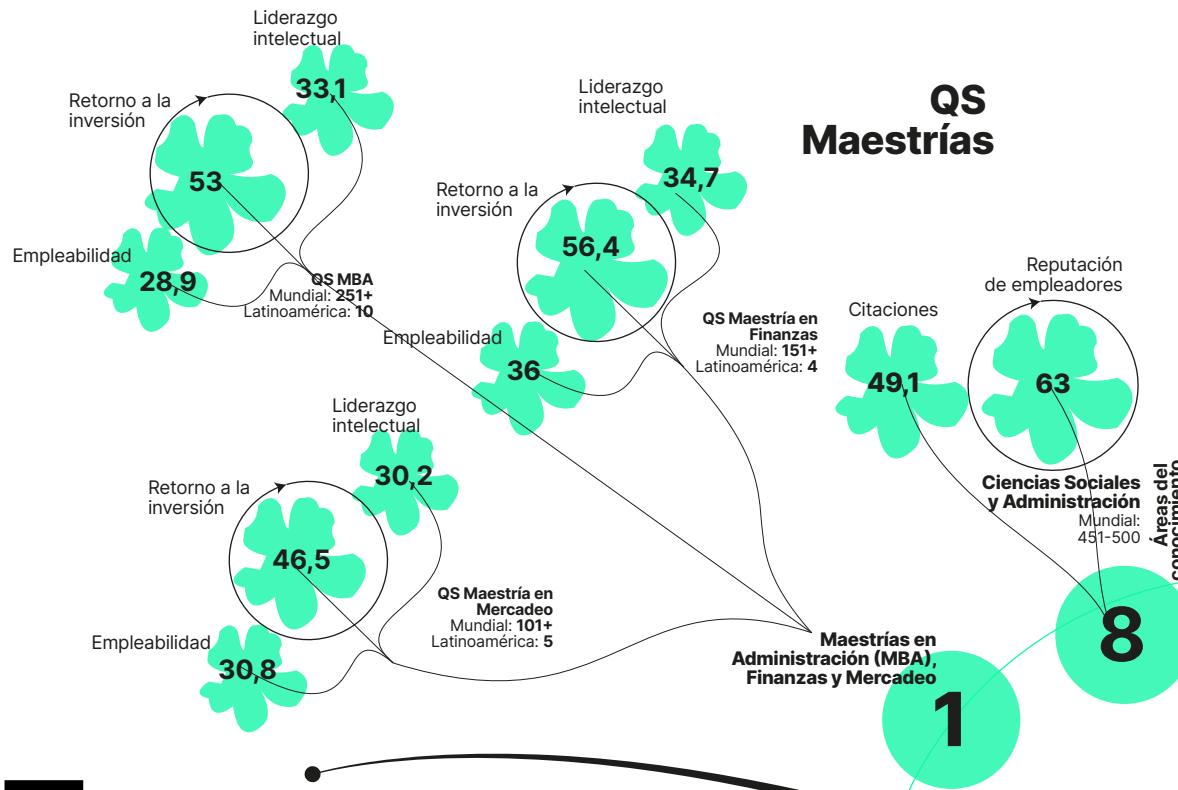 QS
Maestrías
Liderazgo
intelectual
33,1
Retorno a la
inversión
53
Empleabilidad
28,9
QS MBA
Mundial: 251+
Latinoamérica: 10
Liderazgo
intelectual
34,7
Retorno a la
inversión
56,4
Empleabilidad
36
QS Maestría en
Finanzas
Mundial: 151+
Latinoamérica: 4
Liderazgo
intelectual
30,2
Retorno a la
inversión
46,5
Empleabilidad
30,8
QS Maestría en
Mercadeo
Mundial: 101+
Latinoamérica: 5
Maestrías en
Administración (MBA),
Finanzas y Mercadeo
1
Citaciones
49,1
Reputación
de empleadores
63
Ciencias Sociales
y Administración
Mundial:
451-500
Áreas del
conocimiento
8